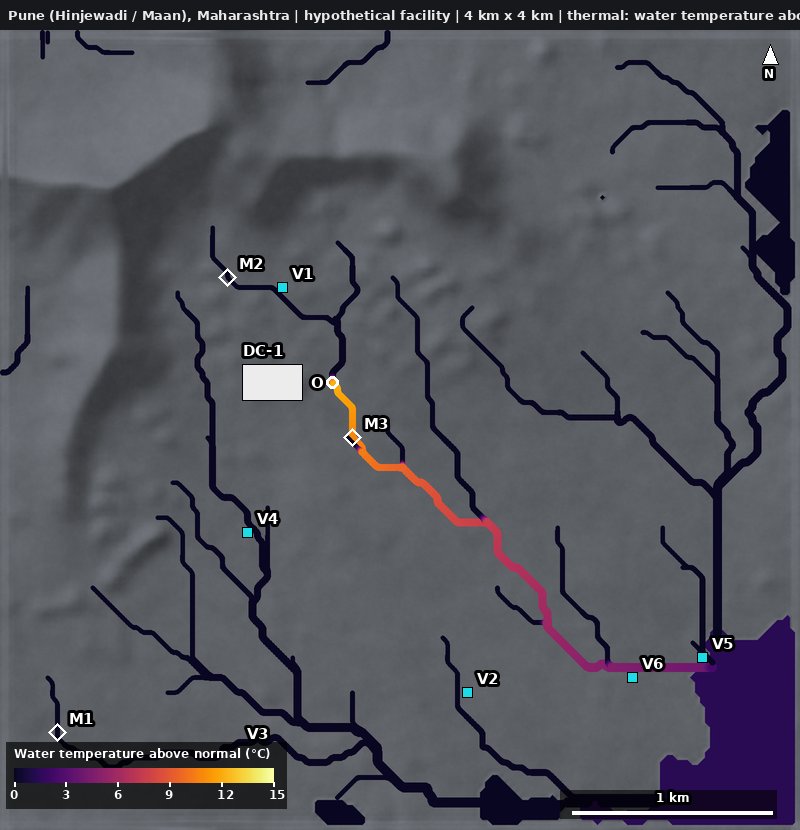 Pune (Hinjewadi / Maan), Maharashtra | hypothetical facility | 4 km x 4 km | thermal: water temperature abo
N
M2
V1
DC-1
O
M3
V4
V5
V6
V2
M1
V3
Water temperature above normal (°C)
0 3 6 9 12 15
1 km